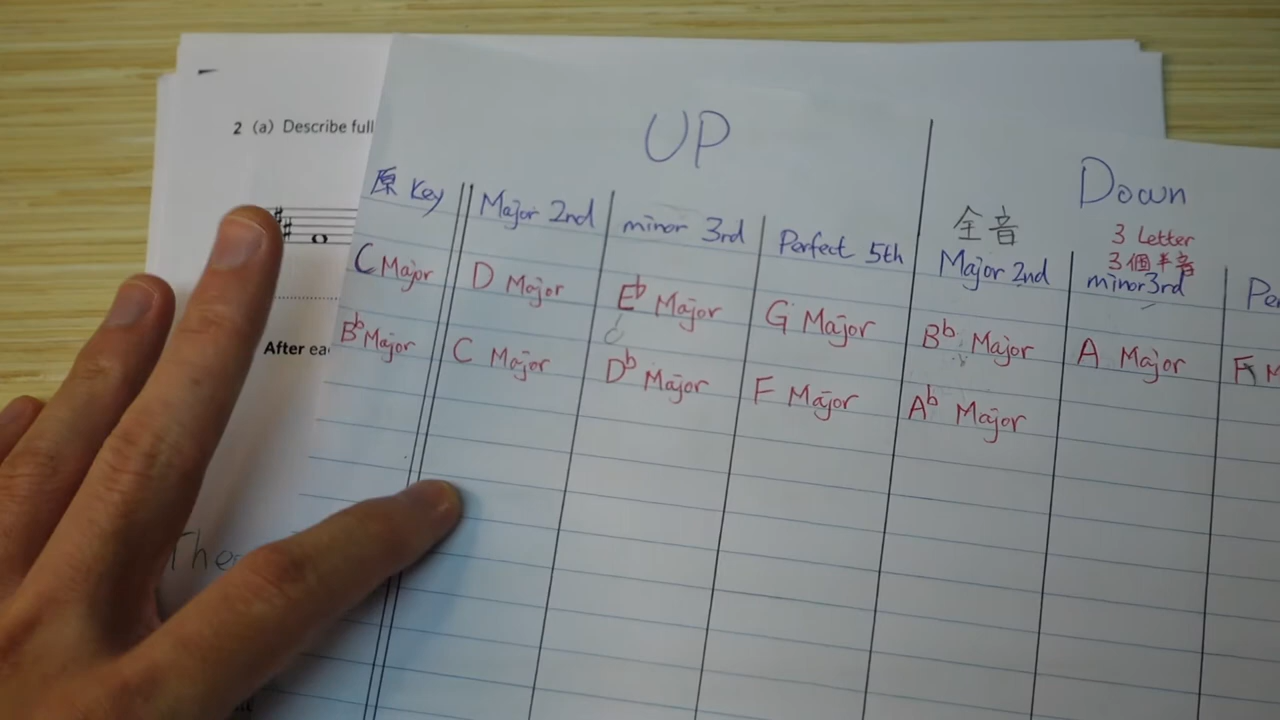 2 (a) Describe full
UP
Down
原 Key
Major 2nd
minor 3rd
Perfect 5th
全音
Major 2nd
3 Letter
3個半音
minor3rd
C Major
D Major
E♭ Major
G Major
B♭ Major
A Major
B♭ Major
C Major
D♭ Major
F Major
A♭ Major
After ea